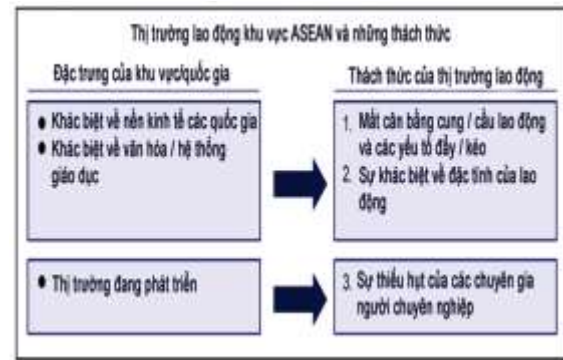 Thị trường lao động khu vực ASEAN và những thách thức
Đặc trưng của khu vực/quốc gia
● Khác biệt về nền kinh tế các quốc gia
● Khác biệt về văn hóa / hệ thống
giáo dục
● Thị trường đang phát triển
Thách thức của thị trường lao động
1. Mất cân bằng cung / cầu lao động
và các yếu tố đẩy / kéo
2. Sự khác biệt về đặc tính của lao
động
3. Sự thiếu hụt của các chuyên gia
người chuyên nghiệp